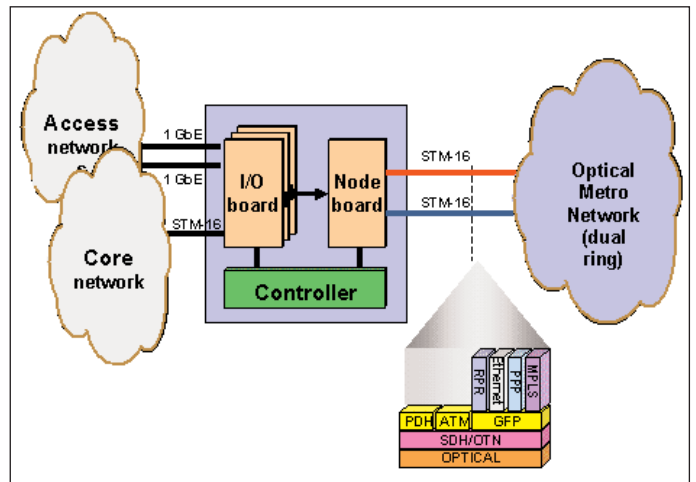 Access
network
s
Core
network
1 GbE
1 GbE
STM-16
I/O
board
Node
board
Controller
STM-16
STM-16
Optical
Metro
Network
(dual
ring)
RPR
Ethernet
PPP
MPLS
PDH ATM GFP
SDH/OTN
OPTICAL